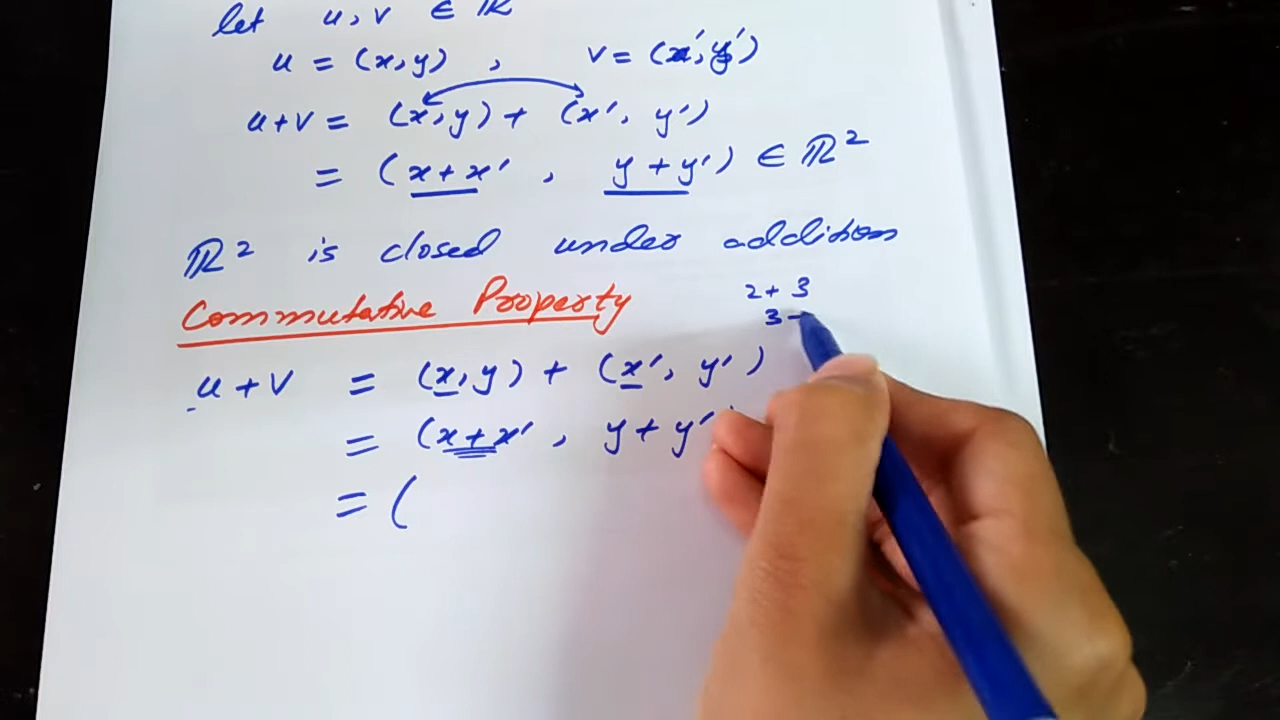 let u, v ∈ ℝ
u = (x, y) , v = (x', y')
u+v = (x, y) + (x', y')
= (x+x' , y+y') ∈ ℝ²
ℝ² is closed under addition
Commutative Property
2+3
3-
u+v = (x, y) + (x', y')
= (x+x' , y+y'
= (